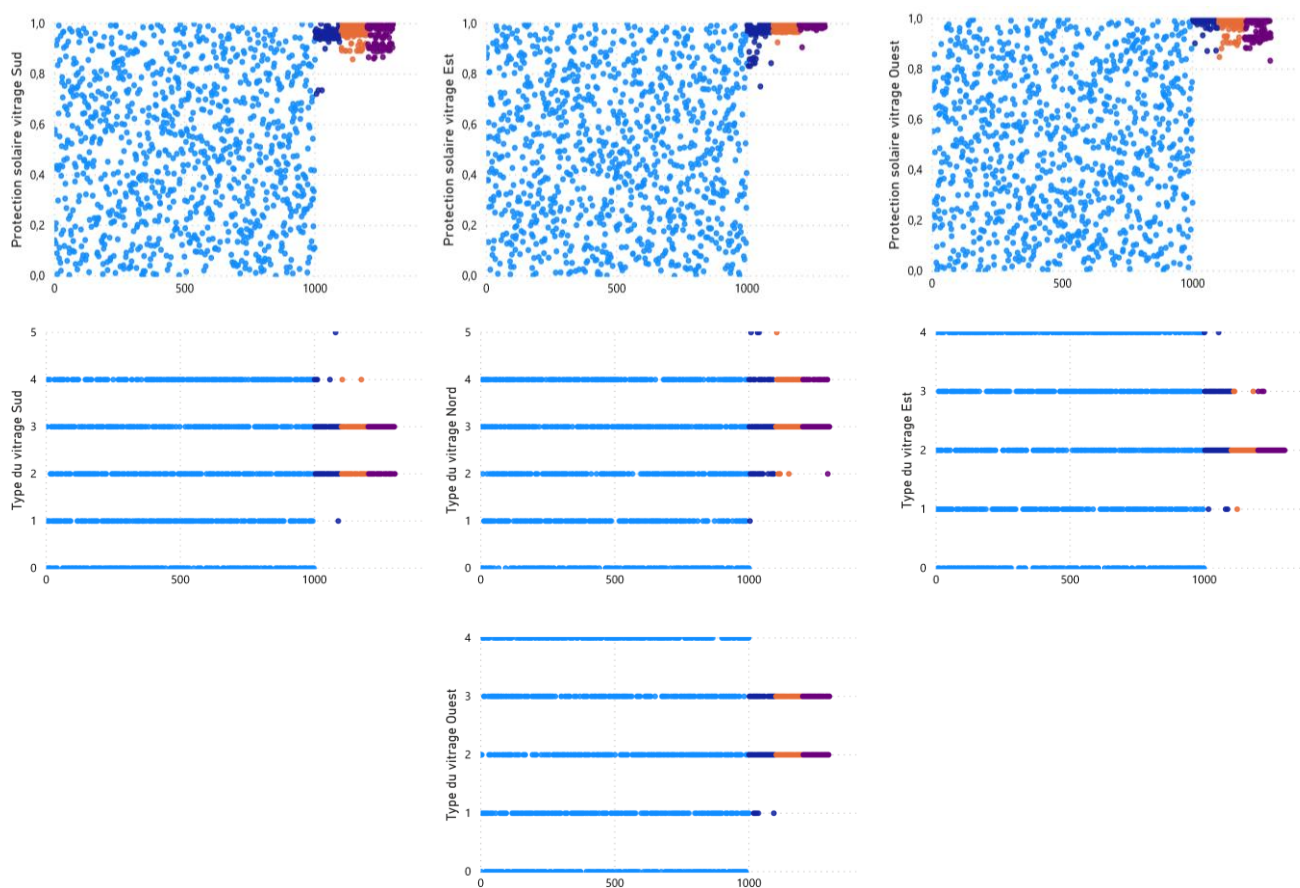 Protection solaire vitrage Sud
1,0
0,8
0,6
0,4
0,2
0,0
0 500 1000
Protection solaire vitrage Est
1,0
0,8
0,6
0,4
0,2
0,0
0 500 1000
Protection solaire vitrage Ouest
1,0
0,8
0,6
0,4
0,2
0,0
0 500 1000
Type du vitrage Sud
5
4
3
2
1
0
0 500 1000
Type du vitrage Nord
5
4
3
2
1
0
0 500 1000
Type du vitrage Est
4
3
2
1
0
0 500 1000
Type du vitrage Ouest
4
3
2
1
0
0 500 1000